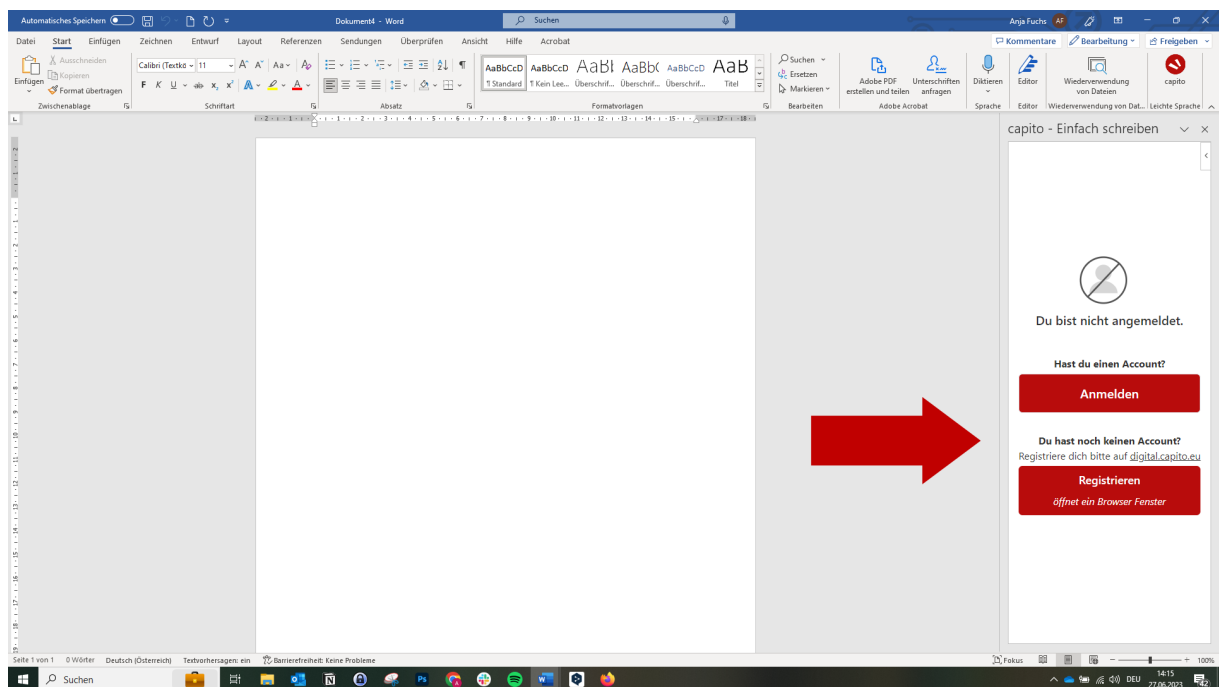 Automatisches Speichern
Dokument4 - Word
Suchen
Anja Fuchs
AF
Datei Start Einfügen Zeichnen Entwurf Layout Referenzen Sendungen Überprüfen Ansicht Hilfe Acrobat
Kommentare Bearbeitung Freigeben
Einfügen
Ausschneiden
Kopieren
Format übertragen
Zwischenablage
Calibri (Textkö 11
F K U ab x₂ x²
Schriftart
Absatz
AaBbCcD AaBbCcD AaBl AaBb( AaBbCcD AaB
¶ Standard ¶ Kein Lee... Überschrif... Überschrif... Überschrif... Titel
Formatvorlagen
Suchen
Ersetzen
Markieren
Bearbeiten
Adobe PDF erstellen und teilen
Unterschriften anfragen
Adobe Acrobat
Diktieren
Sprache
Editor
Editor
Wiederverwendung von Dateien
Wiederverwendung von Dat...
capito
Leichte Sprache
capito - Einfach schreiben
Du bist nicht angemeldet.
Hast du einen Account?
Anmelden
Du hast noch keinen Account?
Registriere dich bitte auf digital.capito.eu
Registrieren
öffnet ein Browser Fenster
Seite 1 von 1 0 Wörter Deutsch (Österreich) Textvorhersagen: ein Barrierefreiheit: Keine Probleme
Fokus
100%
Suchen
DEU
14:15
27.06.2023
42